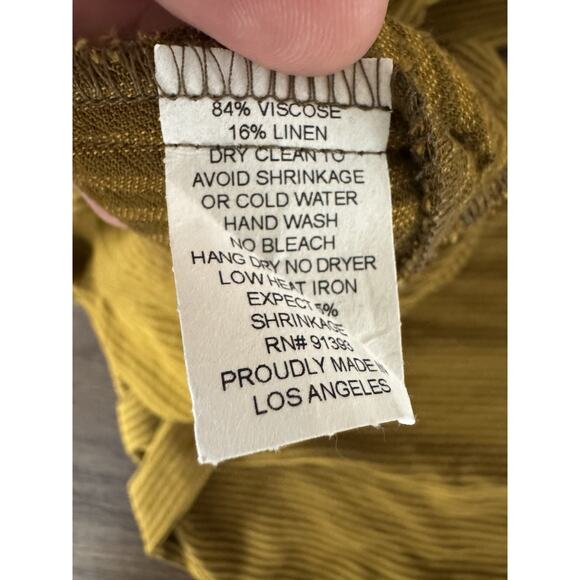 84% VISCOSE
16% LINEN
DRY CLEAN TO
AVOID SHRINKAGE
OR COLD WATER
HAND WASH
NO BLEACH
HANG DRY NO DRYER
LOW HEAT IRON
EXPECT 5%
SHRINKAGE
RN# 91393
PROUDLY MADE IN
LOS ANGELES